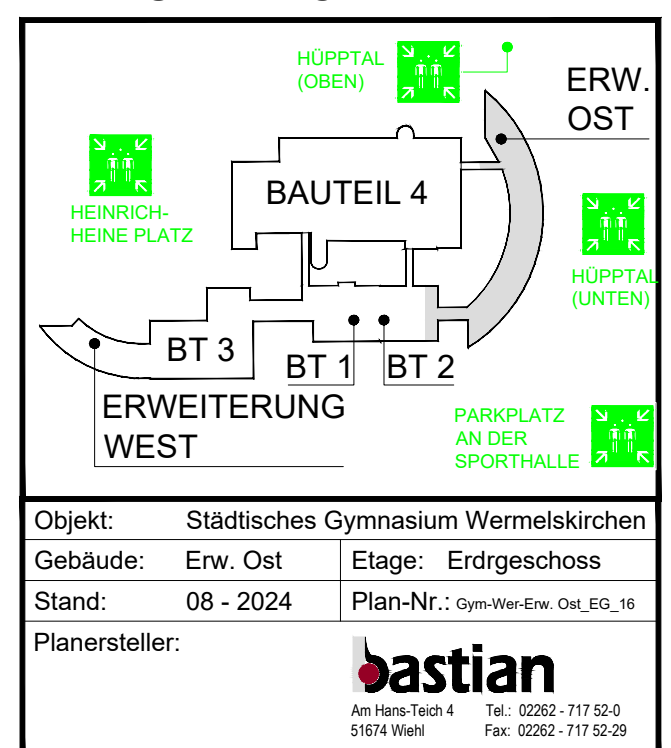 HÜPPTAL
(OBEN)
ERW.
OST
HEINRICH-
HEINE PLATZ
BAUTEIL 4
HÜPPTAL
(UNTEN)
BT 3
BT 1
BT 2
ERWEITERUNG
WEST
PARKPLATZ
AN DER
SPORTHALLE
Objekt: Städtisches Gymnasium Wermelskirchen
Gebäude: Erw. Ost Etage: Erdrgeschoss
Stand: 08 - 2024 Plan-Nr.: Gym-Wer-Erw. Ost_EG_16
Planersteller:
bastian
Am Hans-Teich 4 Tel.: 02262 - 717 52-0
51674 Wiehl Fax: 02262 - 717 52-29